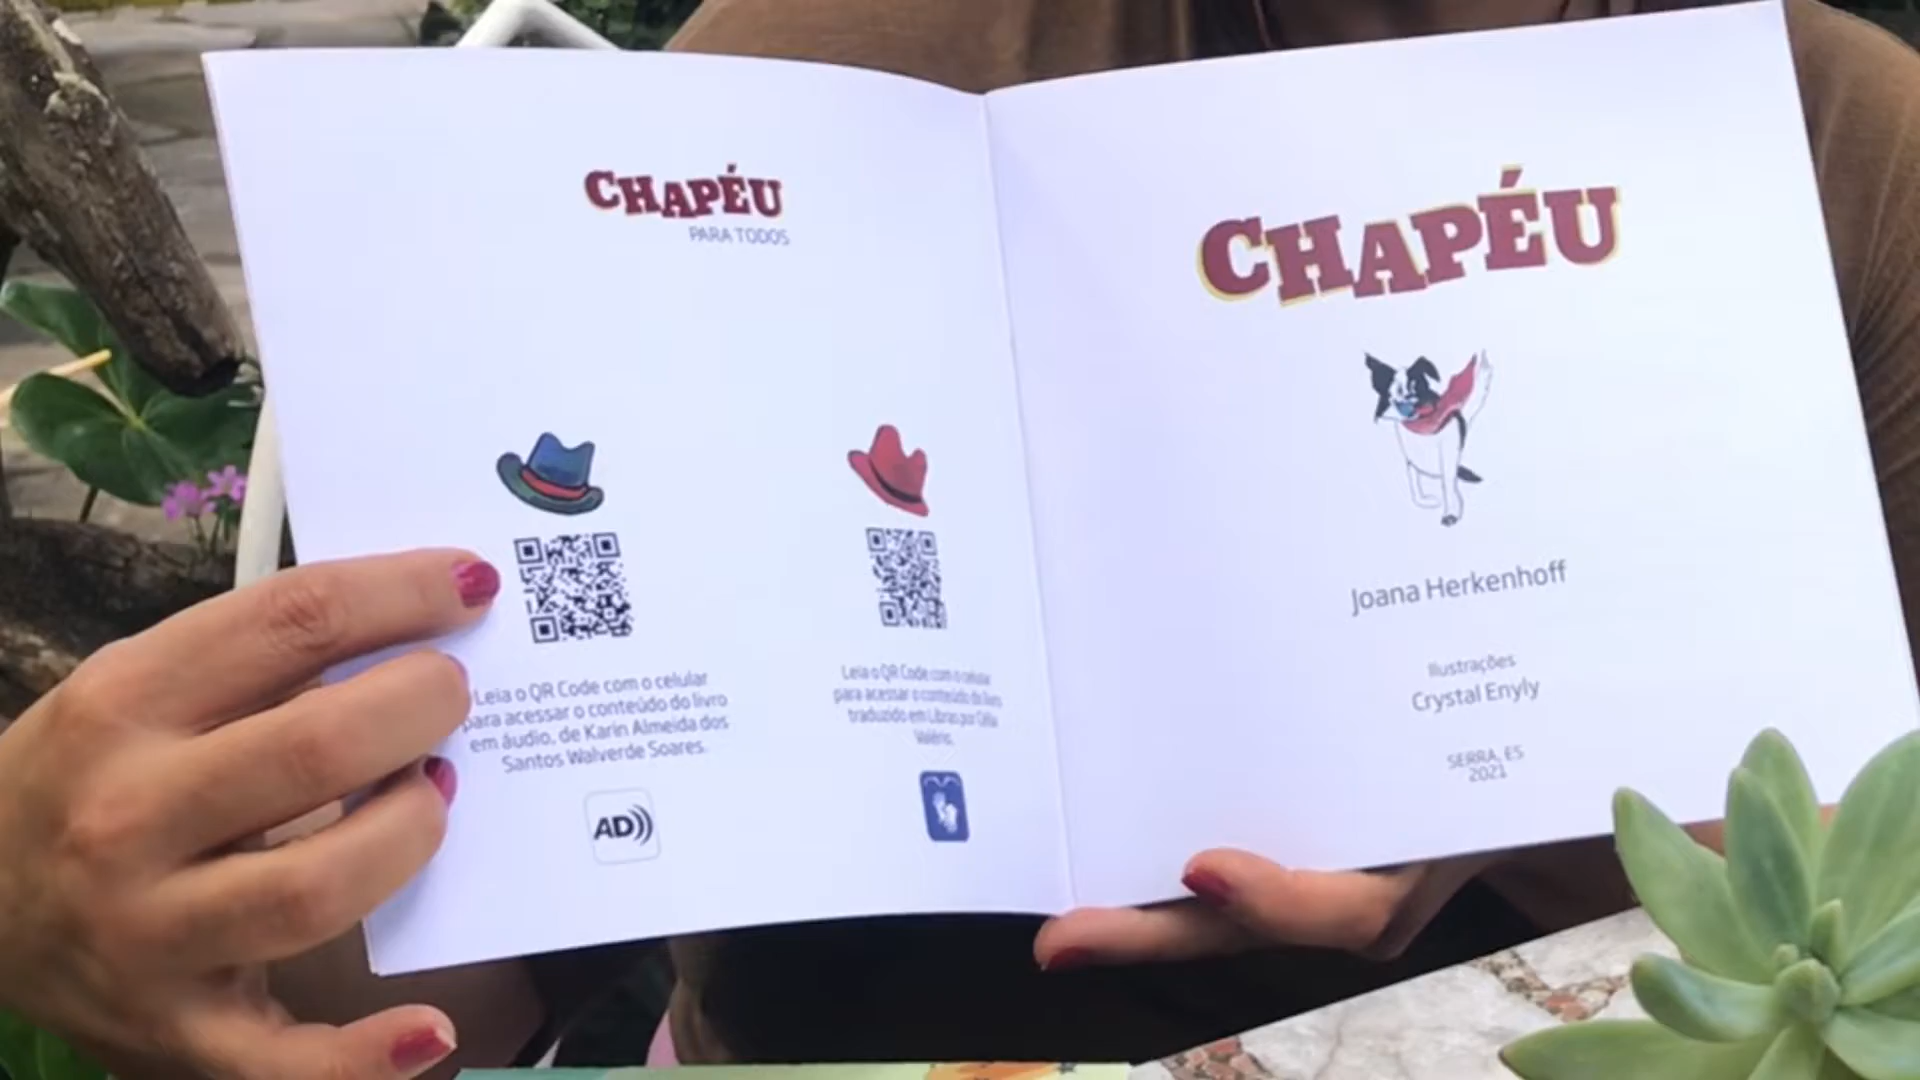 CHAPÉU
PARA TODOS
Leia o QR Code com o celular
para acessar o conteúdo do livro
em áudio, de Karin Almeida dos
Santos Walverde Soares.
AD
Leia o QR Code com o celular
para acessar o conteúdo do livro
traduzido em Libras por Célia
Valério.
CHAPÉU
Joana Herkenhoff
Ilustrações
Crystal Enyly
SERRA, ES
2021